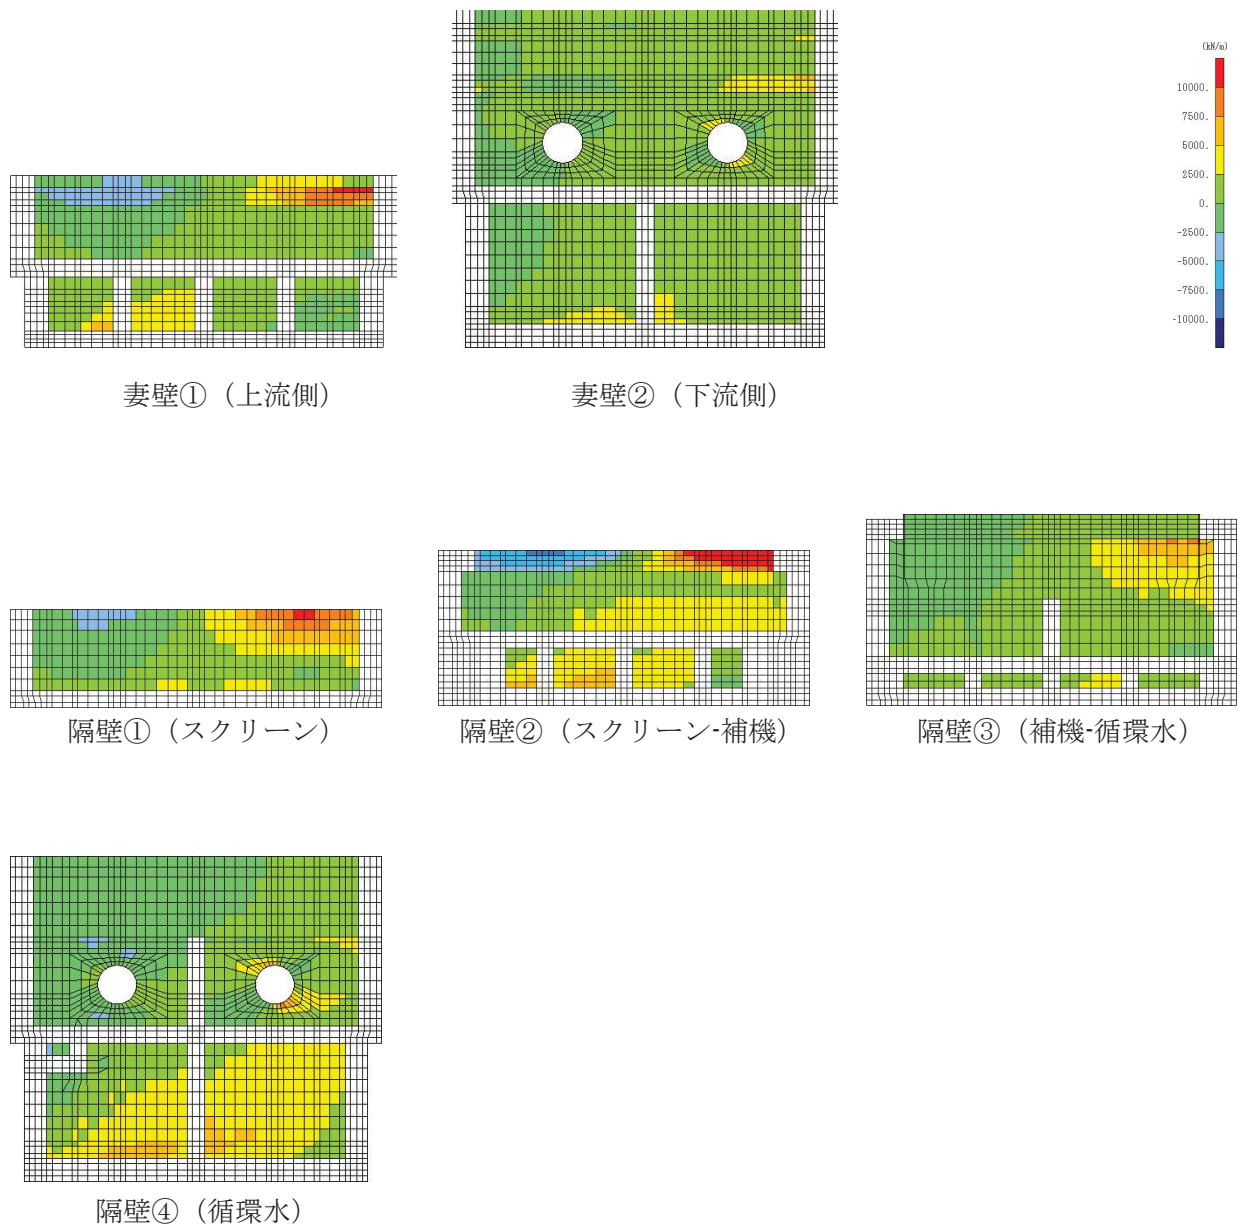 (kN/m)
10000.
7500.
5000.
2500.
0.
-2500.
-5000.
-7500.
-10000.
妻壁①（上流側）
妻壁②（下流側）
隔壁①（スクリーン）
隔壁②（スクリーン-補機）
隔壁③（補機-循環水）
隔壁④（循環水）